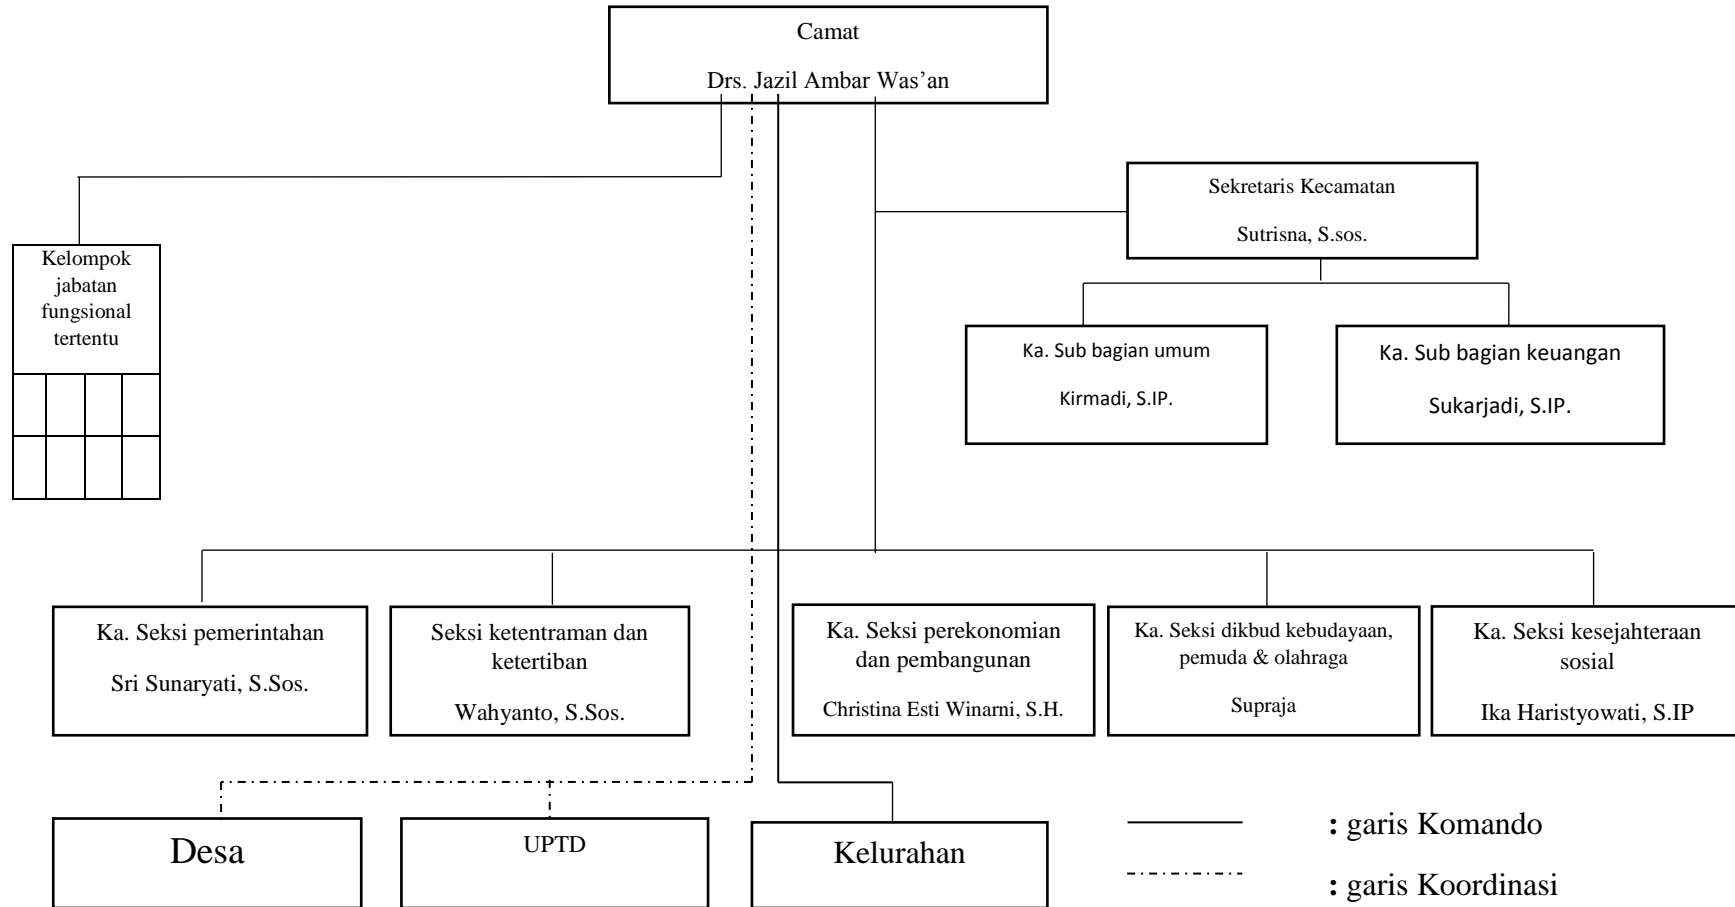 Camat
Drs. Jazil Ambar Was’an
Sekretaris Kecamatan
Sutrisna, S.sos.
Kelompok
jabatan
fungsional
tertentu
Ka. Sub bagian umum
Kirmadi, S.IP.
Ka. Sub bagian keuangan
Sukarjadi, S.IP.
Ka. Seksi pemerintahan
Sri Sunaryati, S.Sos.
Seksi ketentraman dan
ketertiban
Wahyanto, S.Sos.
Ka. Seksi perekonomian
dan pembangunan
Christina Esti Winarni, S.H.
Ka. Seksi dikbud kebudayaan,
pemuda & olahraga
Supraja
Ka. Seksi kesejahteraan
sosial
Ika Haristyowati, S.IP
Desa
UPTD
Kelurahan
: garis Komando
: garis Koordinasi